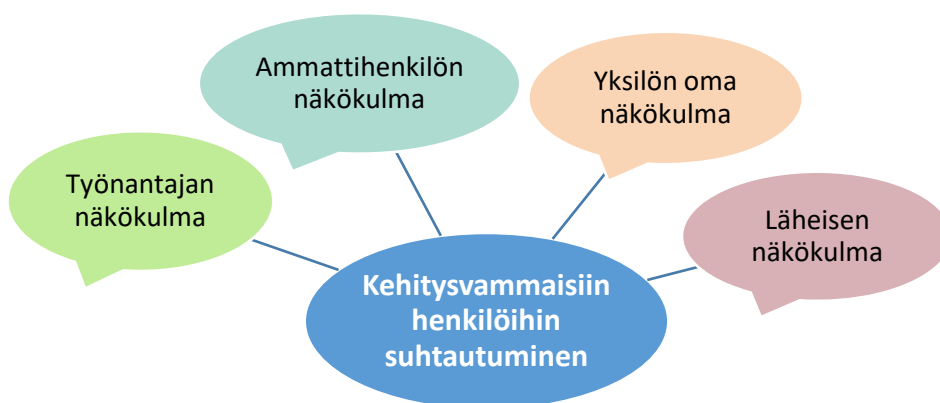 Ammattihenkilön
näkökulma
Yksilön oma
näkökulma
Työnantajan
näkökulma
Läheisen
näkökulma
Kehitysvammaisiin
henkilöihin
suhtautuminen